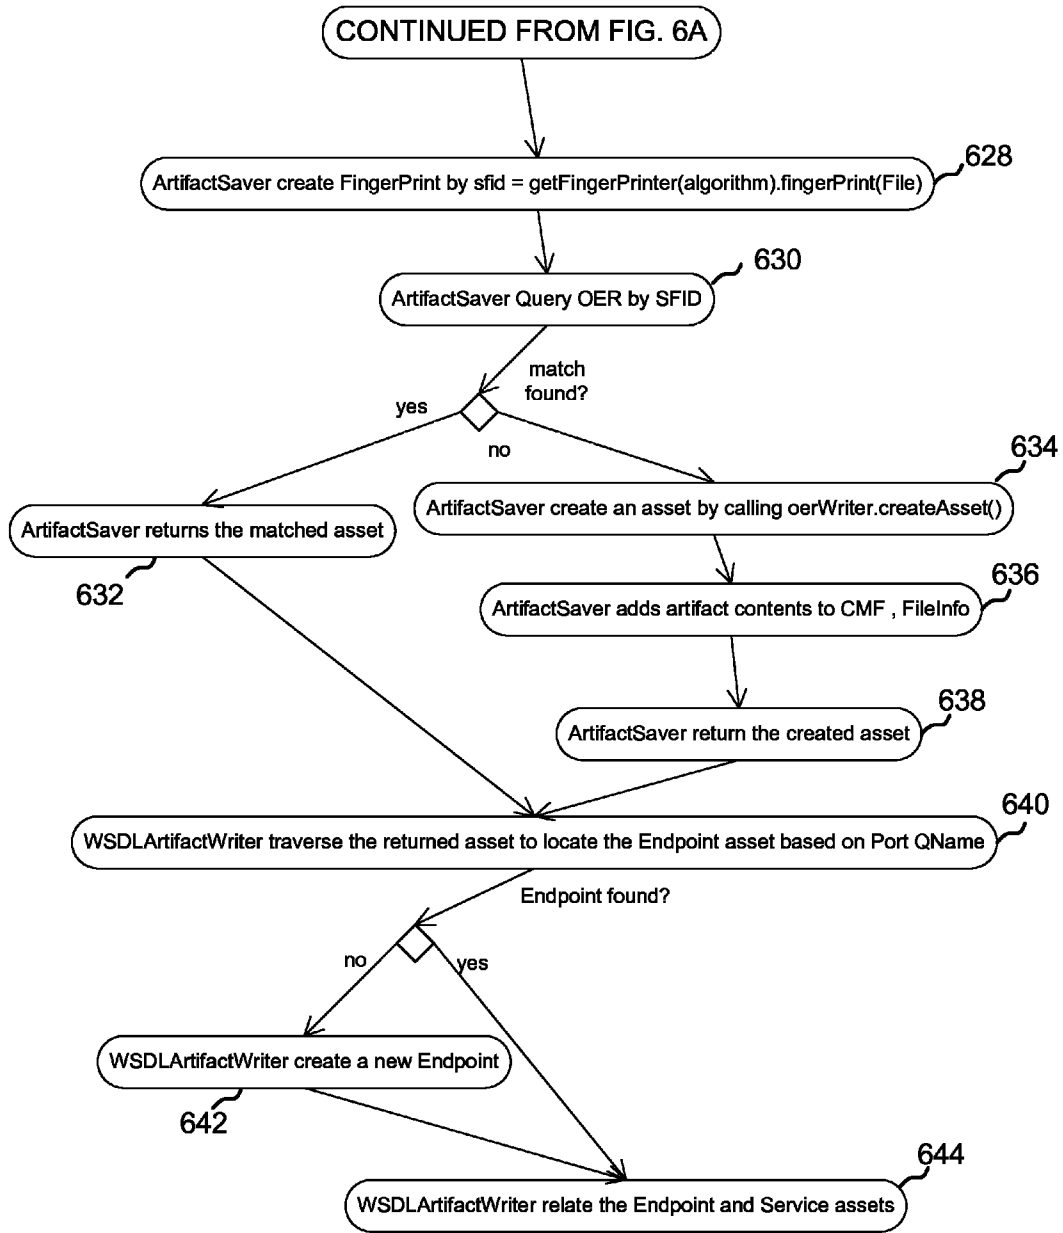 CONTINUED FROM FIG. 6A
628
ArtifactSaver create FingerPrint by sfid = getFingerPrinter(algorithm).fingerPrint(File)
630
ArtifactSaver Query OER by SFID
match
found?
yes
no
634
ArtifactSaver create an asset by calling oerWriter.createAsset()
ArtifactSaver returns the matched asset
632
636
ArtifactSaver adds artifact contents to CMF , FileInfo
638
ArtifactSaver return the created asset
640
WSDLArtifactWriter traverse the returned asset to locate the Endpoint asset based on Port QName
Endpoint found?
no
yes
WSDLArtifactWriter create a new Endpoint
642
644
WSDLArtifactWriter relate the Endpoint and Service assets